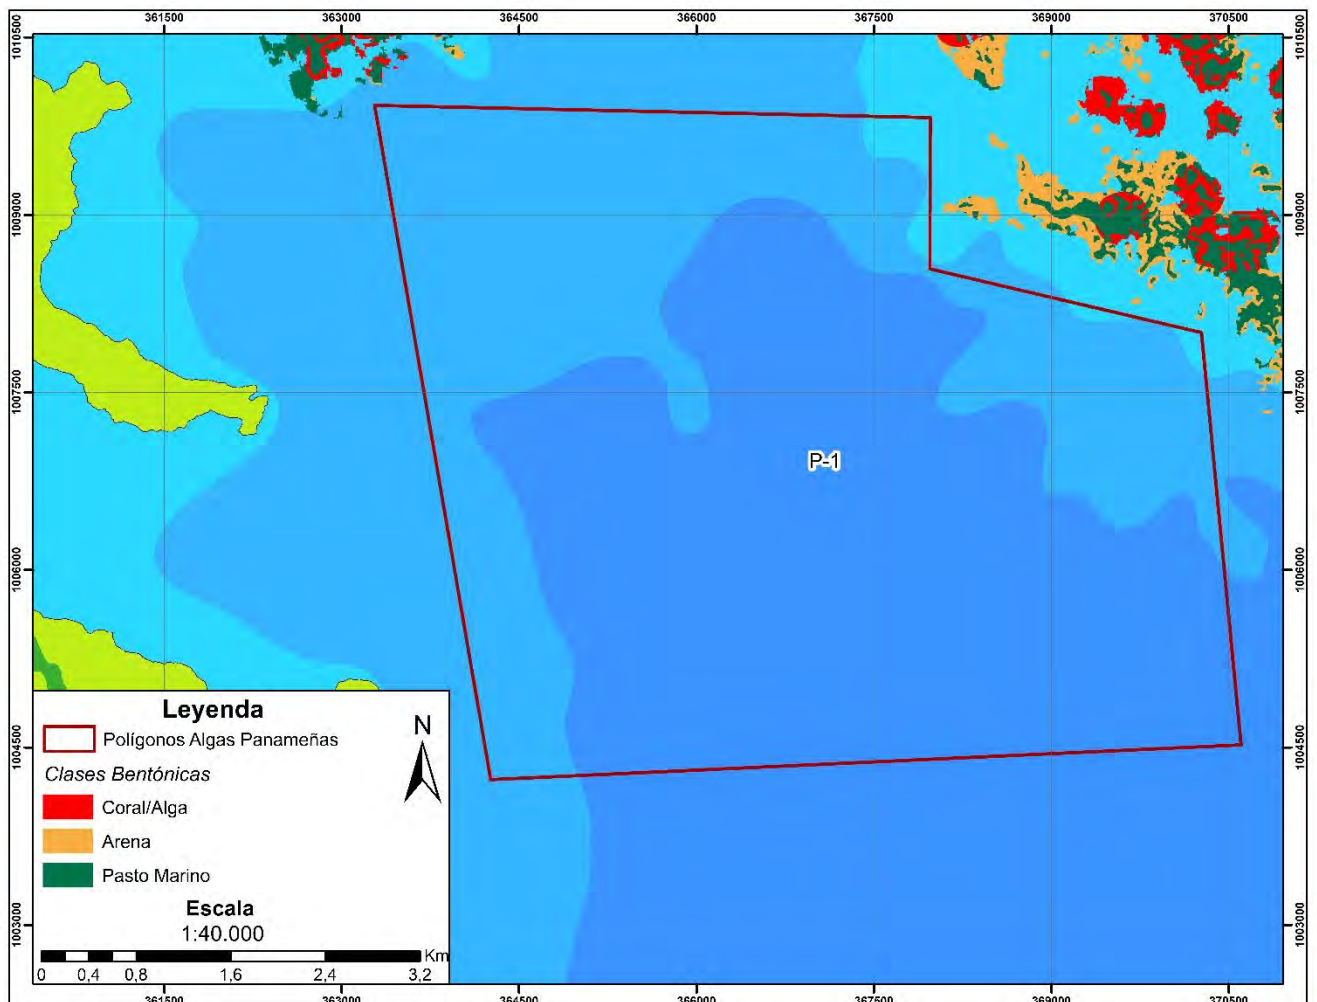 361500 363000 364500 366000 367500 369000 370500
1010500 1010500
1009000 1009000
1007500 1007500
P-1
1006000 1006000
Leyenda
N
Polígonos Algas Panameñas
1004500 1004500
Clases Bentónicas
Coral/Alga
Arena
Pasto Marino
Escala
1:40.000
1003000 1003000
Km
0 0,4 0,8 1,6 2,4 3,2
361500 363000 364500 366000 367500 369000 370500